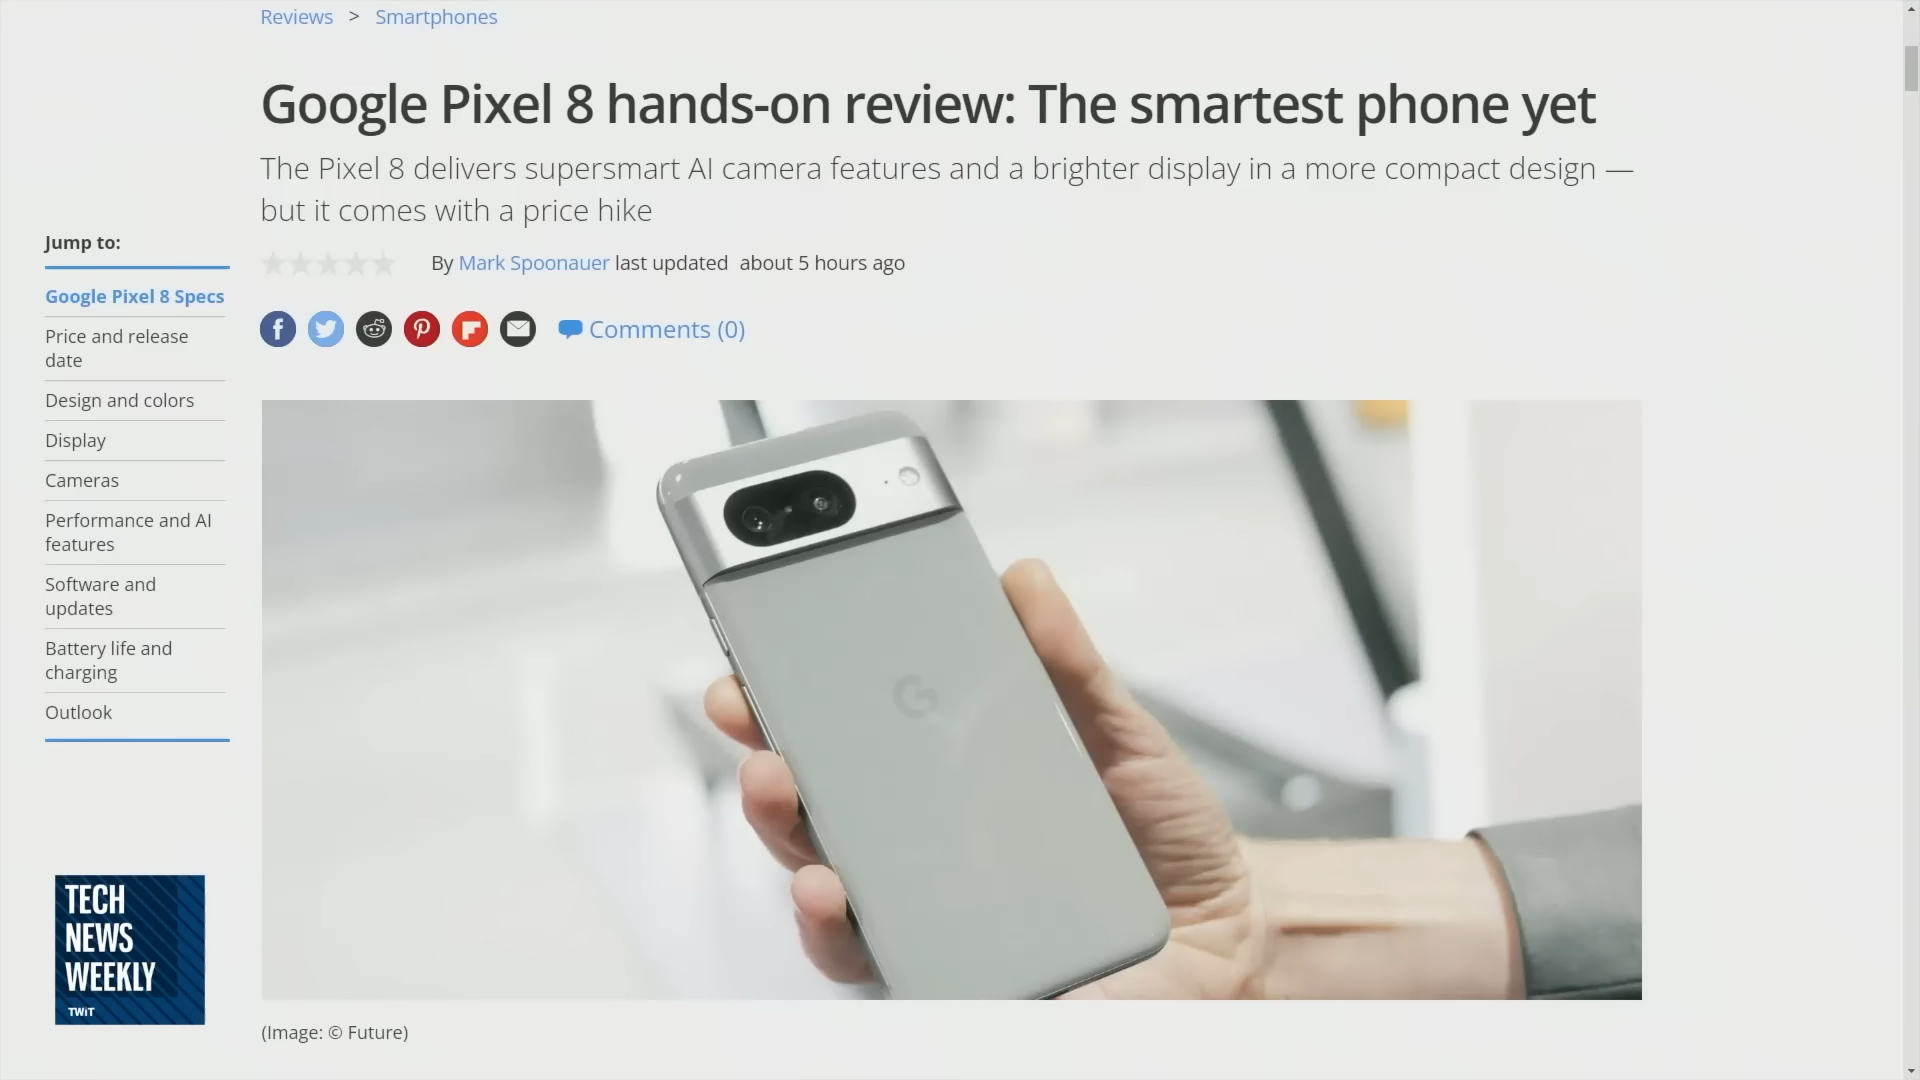 Reviews > Smartphones
Google Pixel 8 hands-on review: The smartest phone yet
The Pixel 8 delivers supersmart AI camera features and a brighter display in a more compact design —
but it comes with a price hike
By Mark Spoonauer last updated about 5 hours ago
Comments (0)
Jump to:
Google Pixel 8 Specs
Price and release
date
Design and colors
Display
Cameras
Performance and AI
features
Software and
updates
Battery life and
charging
Outlook
G
TECH
NEWS
WEEKLY
TWiT
(Image: © Future)